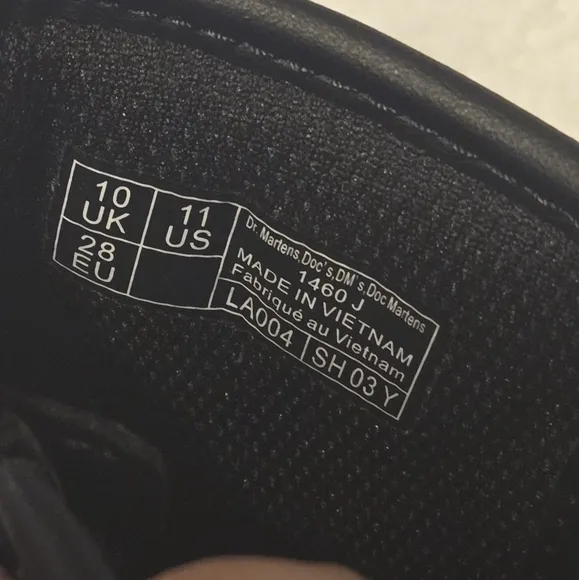 10
UK
11
US
28
EU
Dr. Martens,Doc's,DM's,Doc Martens
1460 J
MADE IN VIETNAM
Fabriqué au Vietnam
LA004
SH 03 Y